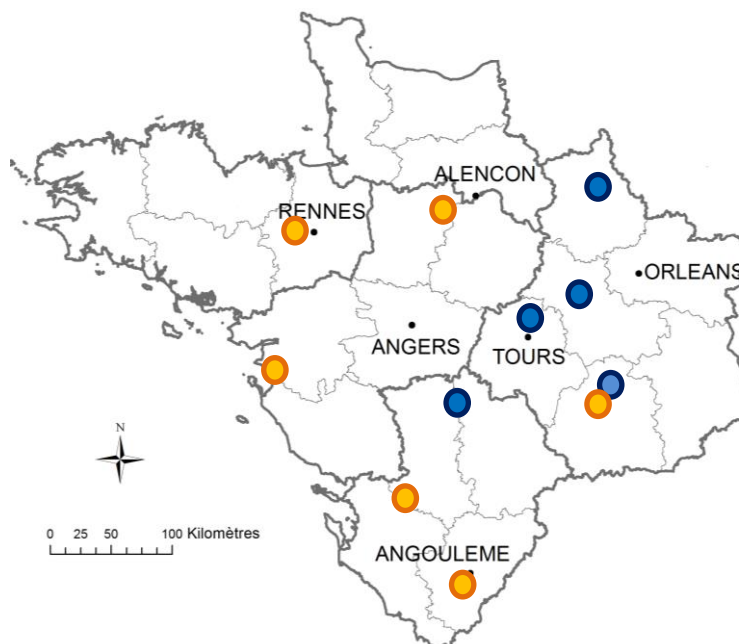 ALENCON
RENNES
ORLEANS
ANGERS
TOURS
N
0 25 50 100 Kilomètres
ANGOULEME